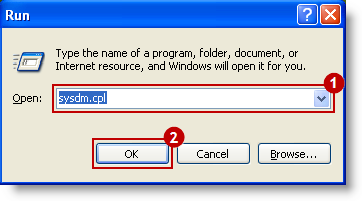 Run
Type the name of a program, folder, document, or
Internet resource, and Windows will open it for you.
1
Open: sysdm.cpl
2
OK Cancel Browse...